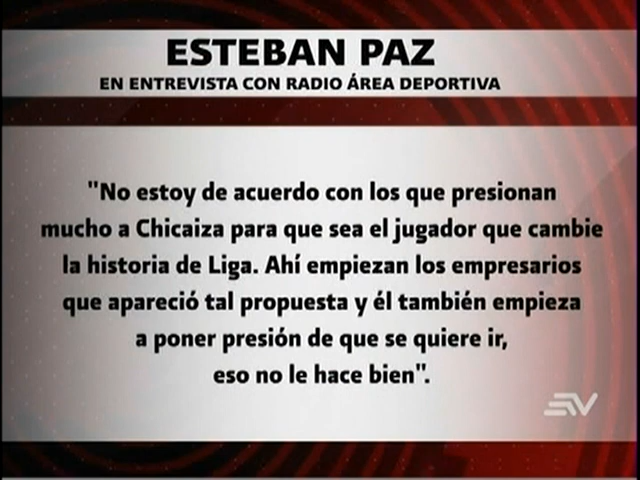 ESTEBAN PAZ
EN ENTREVISTA CON RADIO ÁREA DEPORTIVA
"No estoy de acuerdo con los que presionan
mucho a Chicaiza para que sea el jugador que cambie
la historia de Liga. Ahí empiezan los empresarios
que apareció tal propuesta y él también empieza
a poner presión de que se quiere ir,
eso no le hace bien".